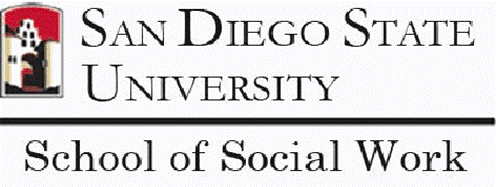 SAN DIEGO STATE
UNIVERSITY
School of Social Work